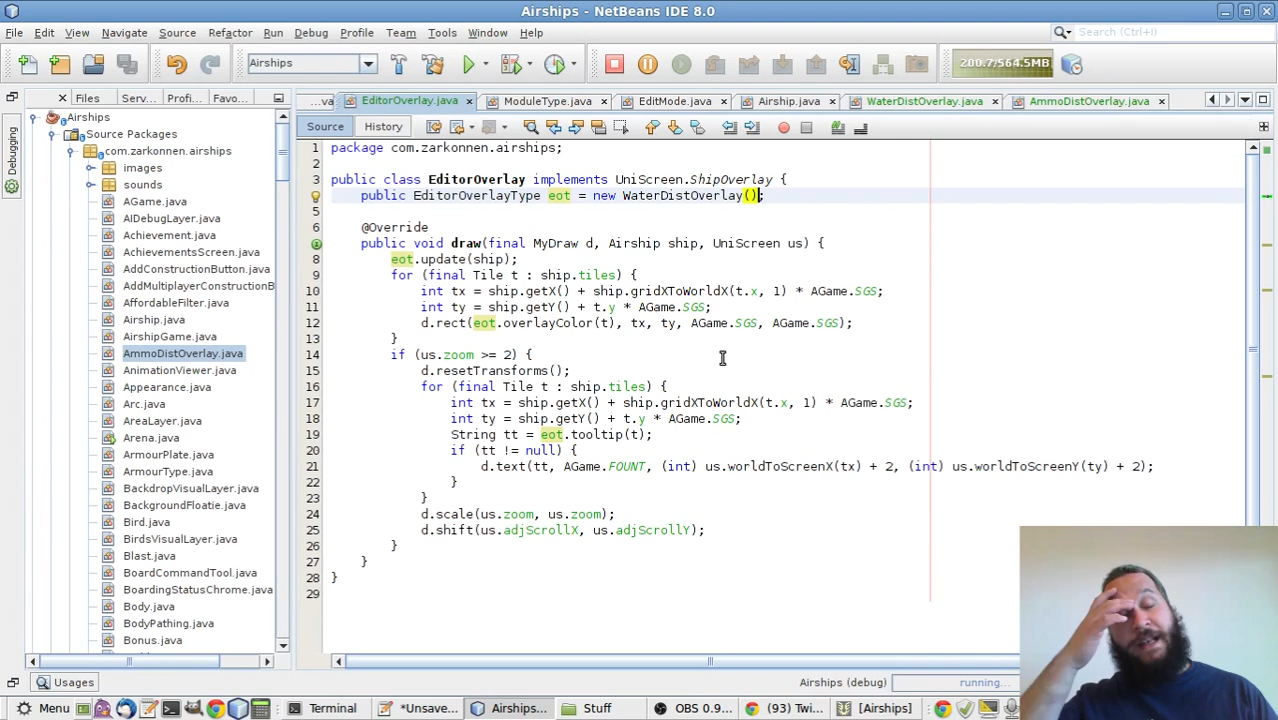 Airships - NetBeans IDE 8.0
File Edit View Navigate Source Refactor Run Debug Profile Team Tools Window Help
Search (Ctrl+I)
Airships
200.7/564.5MB
Files Serv... Profi... Favo...
...va EditorOverlay.java ModuleType.java EditMode.java Airship.java WaterDistOverlay.java AmmoDistOverlay.java
Source History
Debugging
Airships
Source Packages
com.zarkonnen.airships
images
sounds
AGame.java
AIDebugLayer.java
Achievement.java
AchievementsScreen.java
AddConstructionButton.java
AddMultiplayerConstructionB
AffordableFilter.java
Airship.java
AirshipGame.java
AmmoDistOverlay.java
AnimationViewer.java
Appearance.java
Arc.java
AreaLayer.java
Arena.java
ArmourPlate.java
ArmourType.java
BackdropVisualLayer.java
BackgroundFloatie.java
Bird.java
BirdsVisualLayer.java
Blast.java
BoardCommandTool.java
BoardingStatusChrome.java
Body.java
BodyPathing.java
Bonus.java
1 package com.zarkonnen.airships;
2
3 public class EditorOverlay implements UniScreen.ShipOverlay {
4 public EditorOverlayType eot = new WaterDistOverlay();
5
6 @Override
7 public void draw(final MyDraw d, Airship ship, UniScreen us) {
8 eot.update(ship);
9 for (final Tile t : ship.tiles) {
10 int tx = ship.getX() + ship.gridXToWorldX(t.x, 1) * AGame.SGS;
11 int ty = ship.getY() + t.y * AGame.SGS;
12 d.rect(eot.overlayColor(t), tx, ty, AGame.SGS, AGame.SGS);
13 }
14 if (us.zoom >= 2) {
15 d.resetTransforms();
16 for (final Tile t : ship.tiles) {
17 int tx = ship.getX() + ship.gridXToWorldX(t.x, 1) * AGame.SGS;
18 int ty = ship.getY() + t.y * AGame.SGS;
19 String tt = eot.tooltip(t);
20 if (tt != null) {
21 d.text(tt, AGame.FOUNT, (int) us.worldToScreenX(tx) + 2, (int) us.worldToScreenY(ty) + 2);
22 }
23 }
24 d.scale(us.zoom, us.zoom);
25 d.shift(us.adjScrollX, us.adjScrollY);
26 }
27 }
28 }
29
Usages
Airships (debug) running...
Menu Terminal *Unsave... Airships... Stuff OBS 0.9... (93) Twi... [Airships]